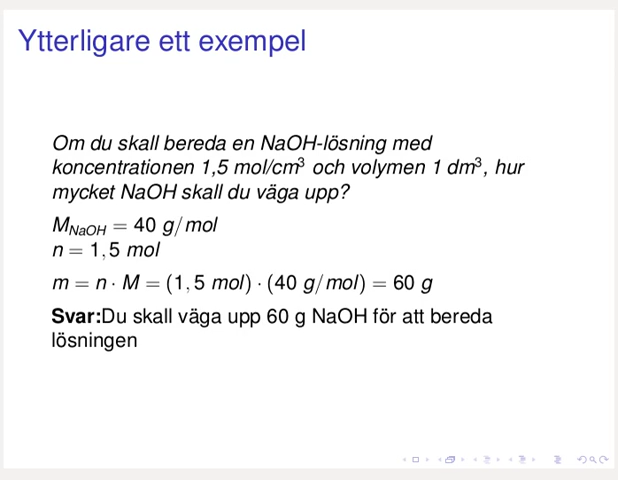 Ytterligare ett exempel
Om du skall bereda en NaOH-lösning med
koncentrationen 1,5 mol/cm³ och volymen 1 dm³, hur
mycket NaOH skall du väga upp?
M_NaOH = 40 g/mol
n = 1,5 mol
m = n · M = (1,5 mol) · (40 g/mol) = 60 g
Svar:Du skall väga upp 60 g NaOH för att bereda
lösningen